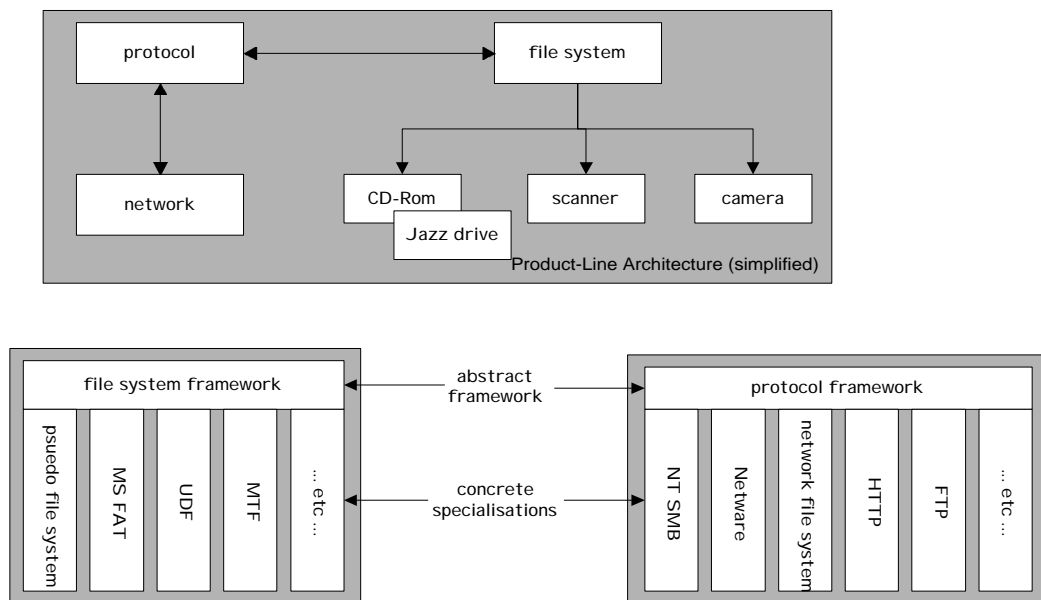 protocol
file system
network
CD-Rom
Jazz drive
scanner
camera
Product-Line Architecture (simplified)
file system framework
psuedo file system
MS FAT
UDF
MTF
... etc ...
abstract
framework
concrete
specialisations
protocol framework
NT SMB
Netware
network file system
HTTP
FTP
... etc ...